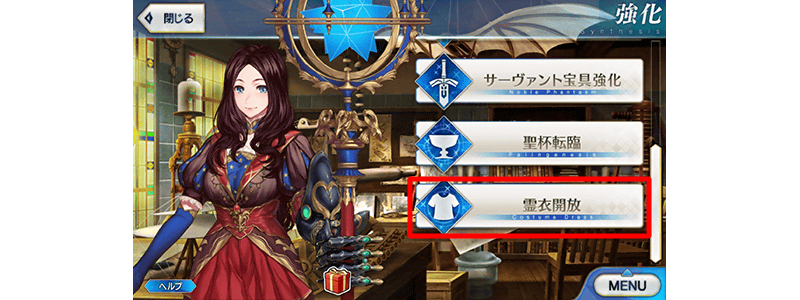 閉じる
強化
Synthesis
サーヴァント宝具強化
Noble Phantasm
聖杯転臨
Palingenesis
霊衣開放
Costume Dress
ヘルプ
MENU